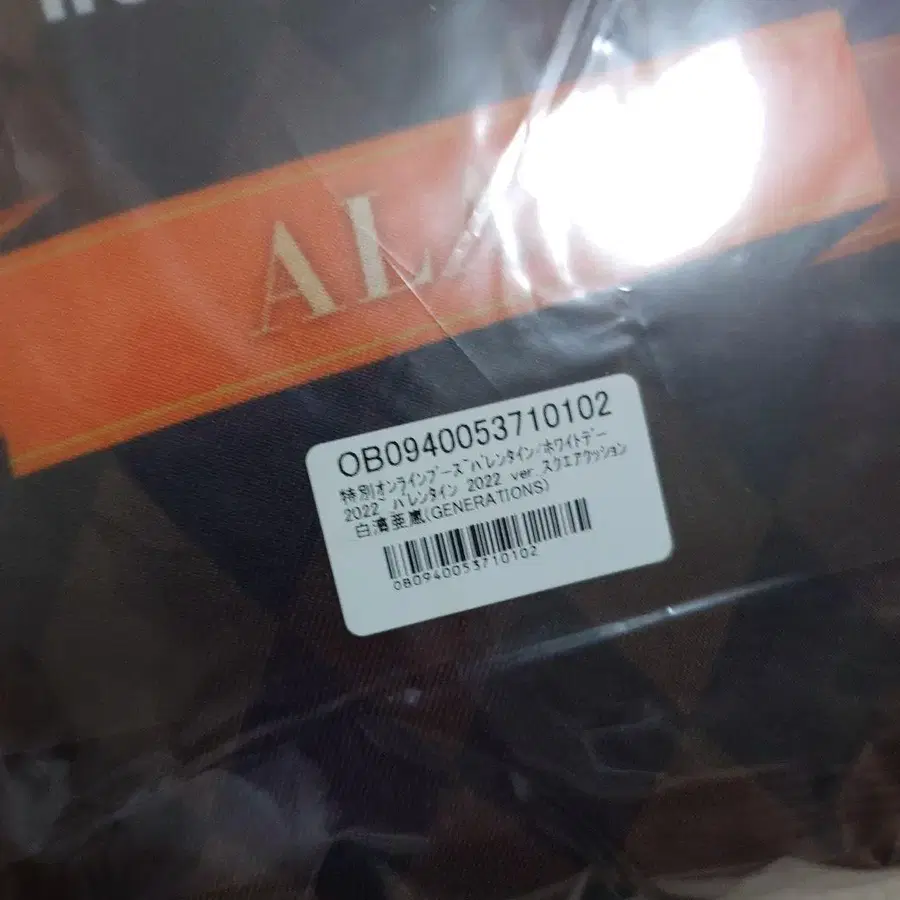 ALA
OB0940053710102
特別オンラインブース"バレンタイン/ホワイトデー
2022" バレンタイン 2022 ver スクエアクッション
白濱亜嵐(GENERATIONS)
OB0940053710102